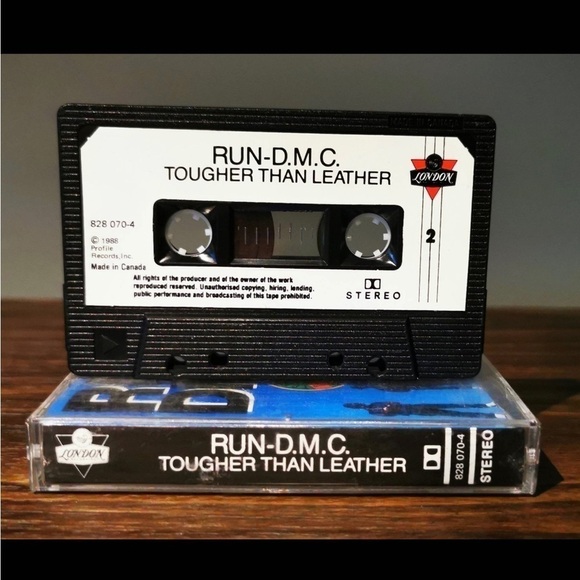 RUN-D.M.C.
TOUGHER THAN LEATHER
LONDON
828 070-4
2
© 1988
Profile
Records, Inc.
Made in Canada
All rights of the producer and of the owner of the work
reproduced reserved. Unauthorised copying, hiring, lending,
public performance and broadcasting of this tape prohibited.
STEREO
LONDON
RUN-D.M.C.
TOUGHER THAN LEATHER
828 070-4
STEREO